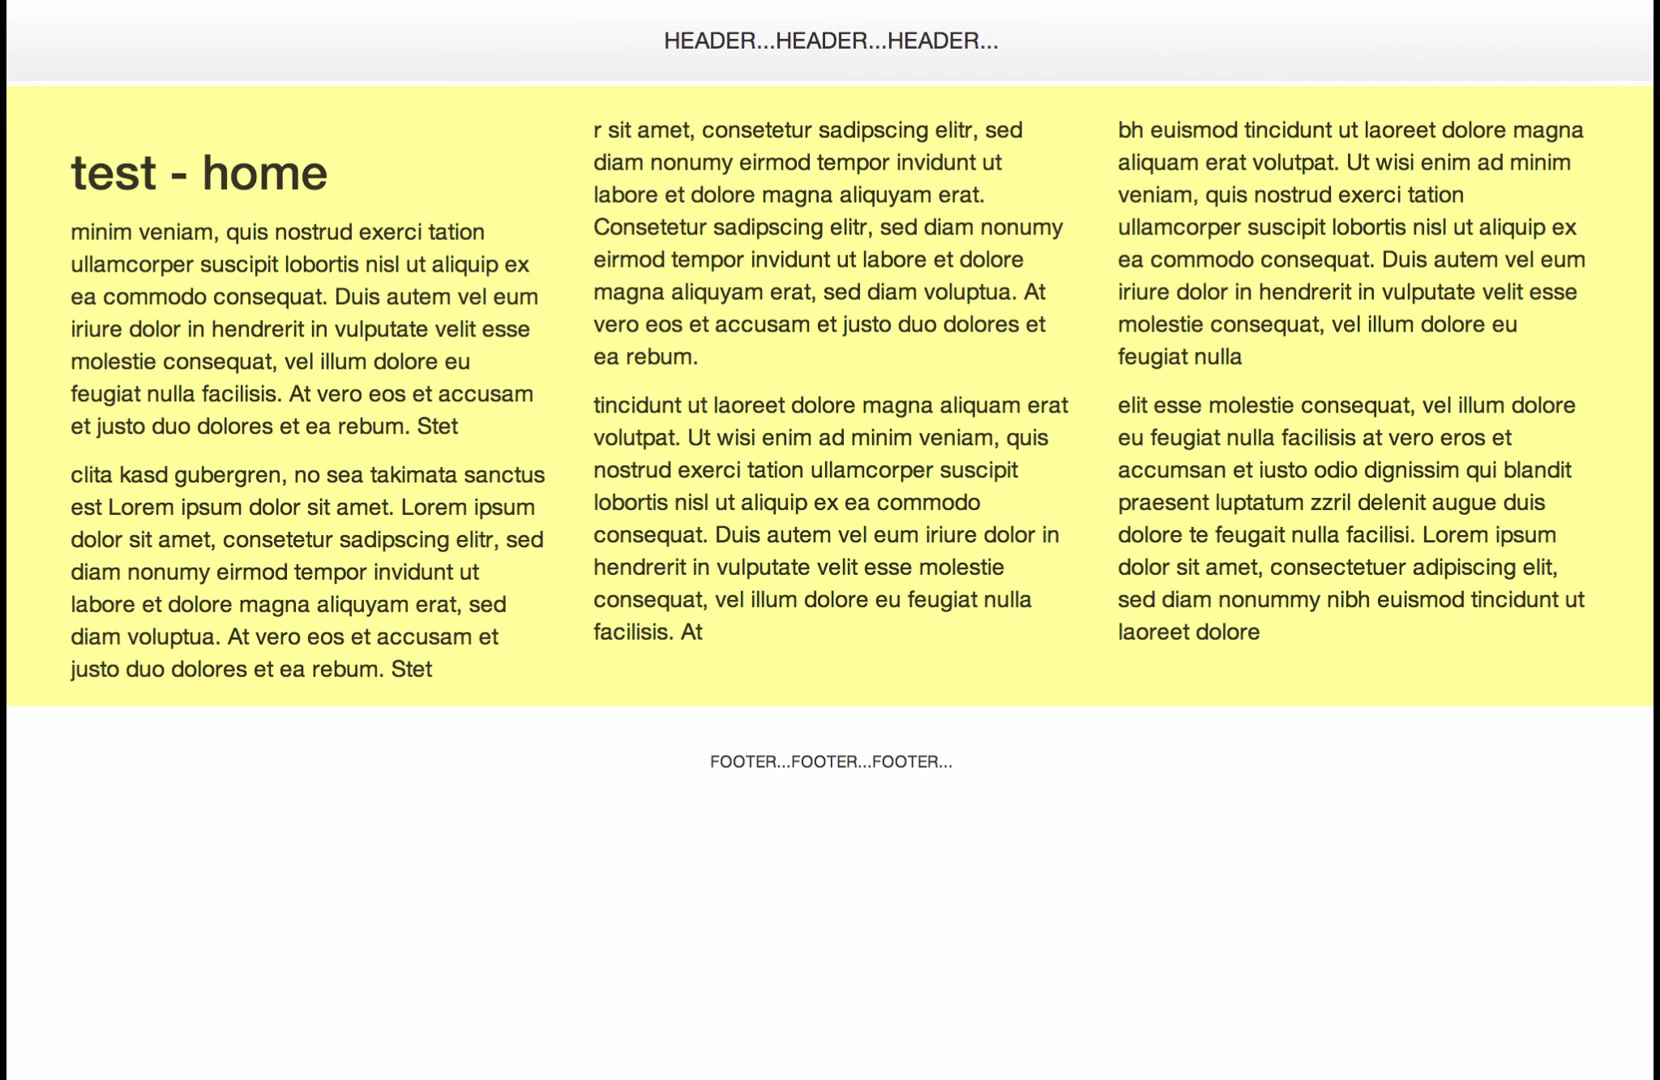 HEADER...HEADER...HEADER...
test - home
minim veniam, quis nostrud exerci tation
ullamcorper suscipit lobortis nisl ut aliquip ex
ea commodo consequat. Duis autem vel eum
iriure dolor in hendrerit in vulputate velit esse
molestie consequat, vel illum dolore eu
feugiat nulla facilisis. At vero eos et accusam
et justo duo dolores et ea rebum. Stet
clita kasd gubergren, no sea takimata sanctus
est Lorem ipsum dolor sit amet. Lorem ipsum
dolor sit amet, consetetur sadipscing elitr, sed
diam nonumy eirmod tempor invidunt ut
labore et dolore magna aliquyam erat, sed
diam voluptua. At vero eos et accusam et
justo duo dolores et ea rebum. Stet
r sit amet, consetetur sadipscing elitr, sed
diam nonumy eirmod tempor invidunt ut
labore et dolore magna aliquyam erat.
Consetetur sadipscing elitr, sed diam nonumy
eirmod tempor invidunt ut labore et dolore
magna aliquyam erat, sed diam voluptua. At
vero eos et accusam et justo duo dolores et
ea rebum.
tincidunt ut laoreet dolore magna aliquam erat
volutpat. Ut wisi enim ad minim veniam, quis
nostrud exerci tation ullamcorper suscipit
lobortis nisl ut aliquip ex ea commodo
consequat. Duis autem vel eum iriure dolor in
hendrerit in vulputate velit esse molestie
consequat, vel illum dolore eu feugiat nulla
facilisis. At
bh euismod tincidunt ut laoreet dolore magna
aliquam erat volutpat. Ut wisi enim ad minim
veniam, quis nostrud exerci tation
ullamcorper suscipit lobortis nisl ut aliquip ex
ea commodo consequat. Duis autem vel eum
iriure dolor in hendrerit in vulputate velit esse
molestie consequat, vel illum dolore eu
feugiat nulla
elit esse molestie consequat, vel illum dolore
eu feugiat nulla facilisis at vero eros et
accumsan et iusto odio dignissim qui blandit
praesent luptatum zzril delenit augue duis
dolore te feugait nulla facilisi. Lorem ipsum
dolor sit amet, consectetuer adipiscing elit,
sed diam nonummy nibh euismod tincidunt ut
laoreet dolore
FOOTER...FOOTER...FOOTER...